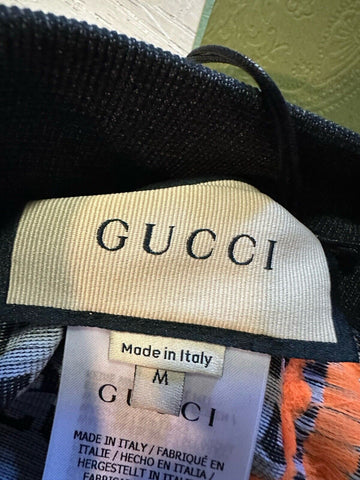 GUCCI
Made in Italy
M
GUCCI
MADE IN ITALY / FABRIQUÉ EN
ITALIE / HECHO EN ITALIA /
HERGESTELLT IN ITALIEN